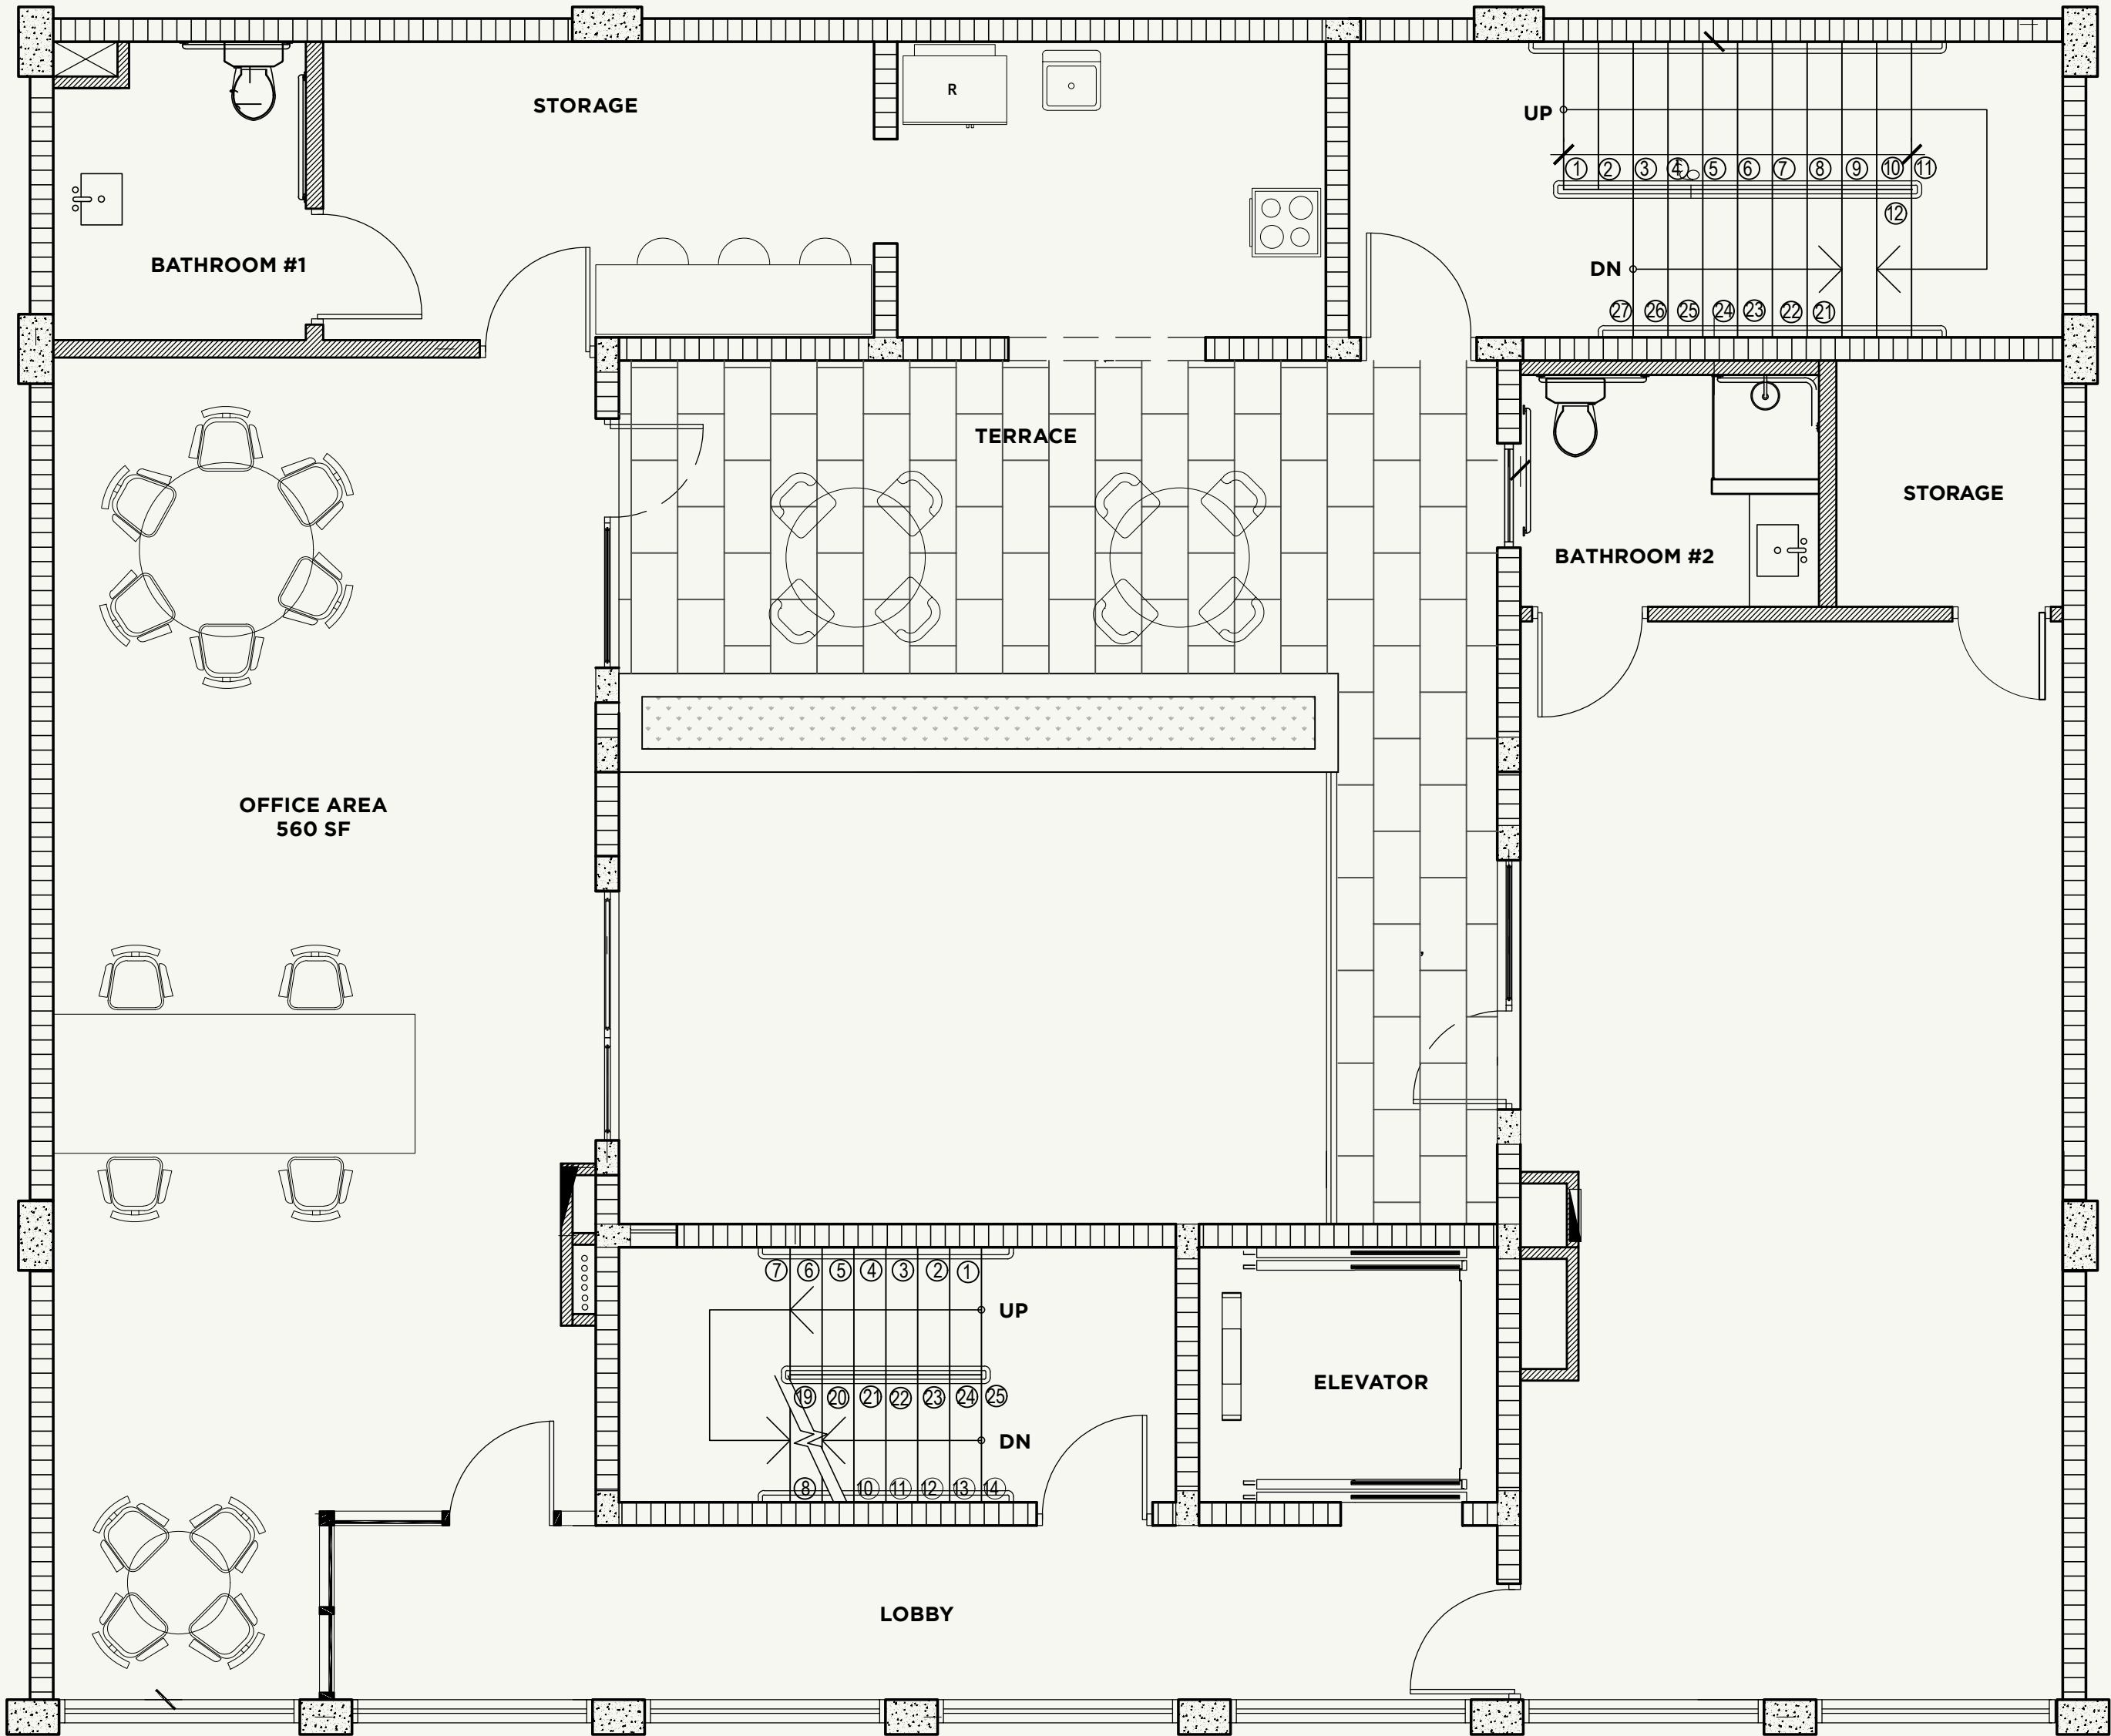 STORAGE
R
UP
1 2 3 4 5 6 7 8 9 10 11
12
BATHROOM #1
DN
27 26 25 24 23 22 21
TERRACE
STORAGE
BATHROOM #2
OFFICE AREA
560 SF
7 6 5 4 3 2 1
UP
ELEVATOR
19 20 21 22 23 24 25
DN
8 10 11 12 13 14
LOBBY